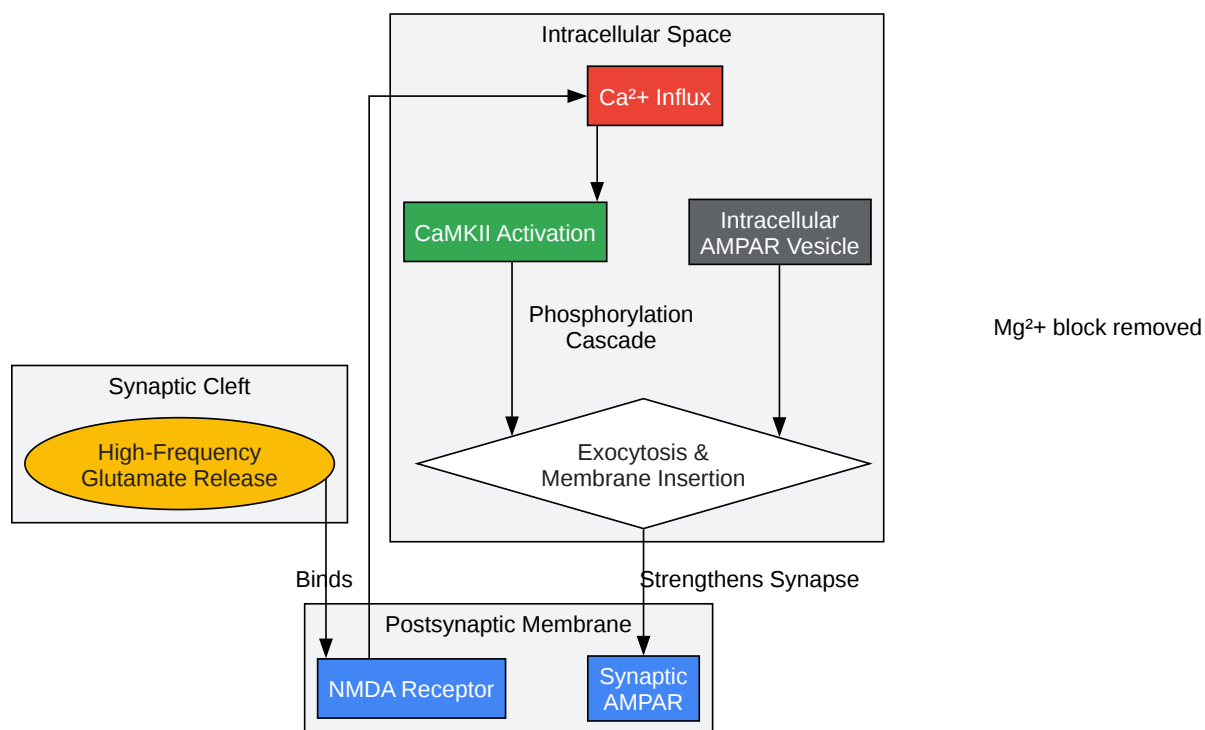 Intracellular Space
Ca²+ Influx
CaMKII Activation
Intracellular
AMPAR Vesicle
Phosphorylation
Cascade
Mg²+ block removed
Synaptic Cleft
High-Frequency
Glutamate Release
Exocytosis &
Membrane Insertion
Binds
Strengthens Synapse
Postsynaptic Membrane
NMDA Receptor
Synaptic
AMPAR